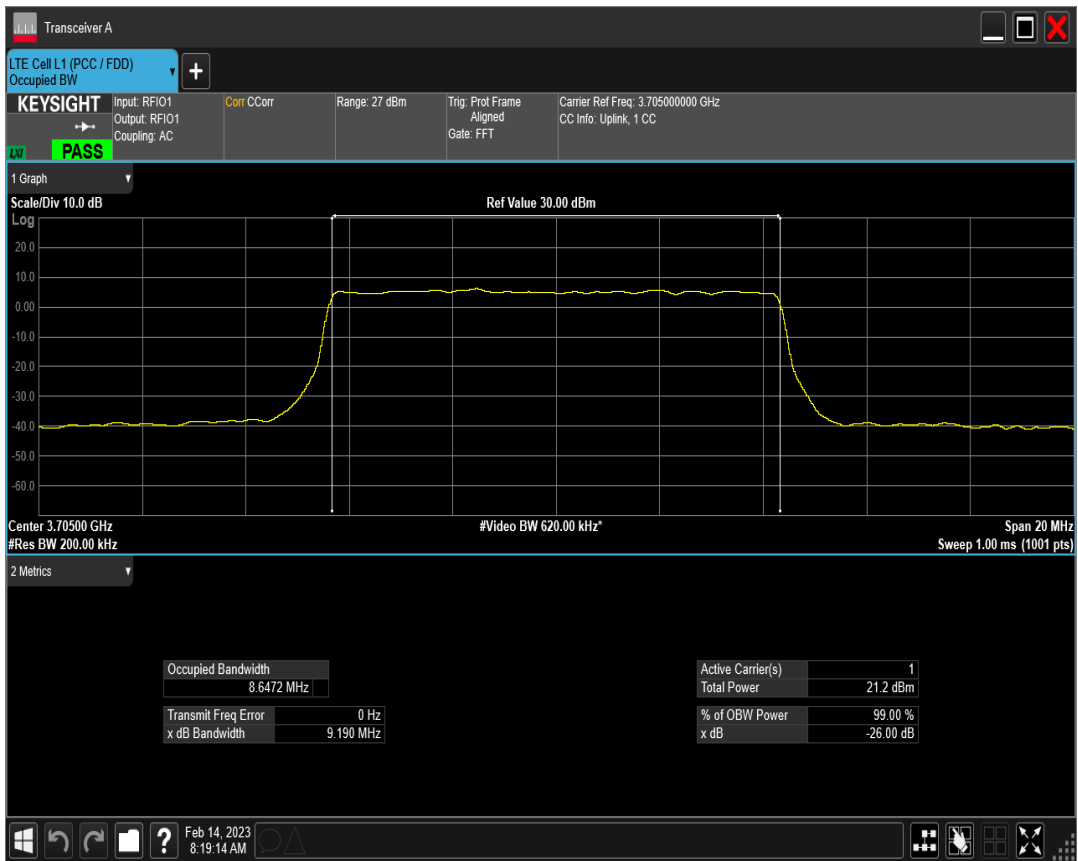 Transceiver A
LTE Cell L1 (PCC / FDD)
Occupied BW
+
KEYSIGHT
LXI
PASS
Input: RFIO1
Output: RFIO1
Coupling: AC
Corr CCorr
Range: 27 dBm
Trig: Prot Frame
Aligned
Gate: FFT
Carrier Ref Freq: 3.705000000 GHz
CC Info: Uplink, 1 CC
1 Graph
Scale/Div 10.0 dB
Ref Value 30.00 dBm
Log
20.0
10.0
0.00
-10.0
-20.0
-30.0
-40.0
-50.0
-60.0
Center 3.70500 GHz
#Video BW 620.00 kHz*
Span 20 MHz
#Res BW 200.00 kHz
Sweep 1.00 ms (1001 pts)
2 Metrics
Occupied Bandwidth
8.6472 MHz
Transmit Freq Error 0 Hz
x dB Bandwidth 9.190 MHz
Active Carrier(s) 1
Total Power 21.2 dBm
% of OBW Power 99.00 %
x dB -26.00 dB
?
Feb 14, 2023
8:19:14 AM